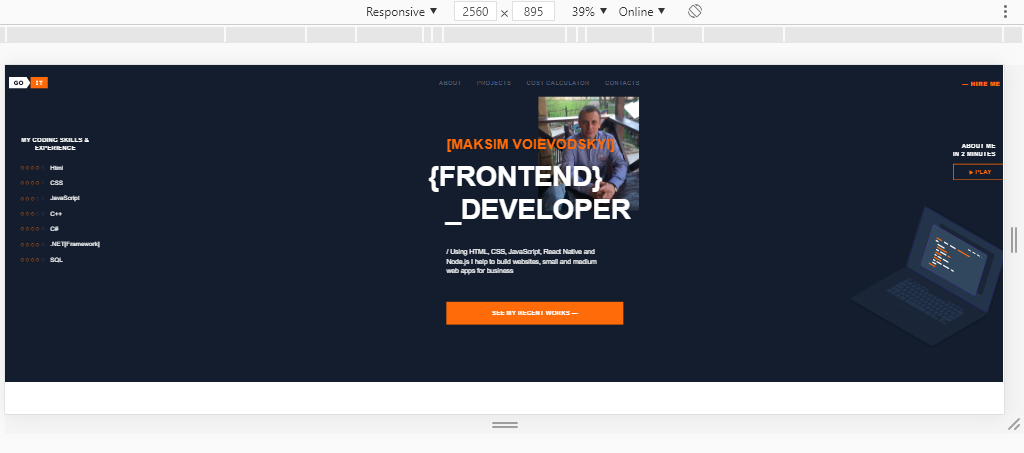 Responsive ▼ 2560 × 895 39% ▼ Online ▼
GO IT
ABOUT PROJECTS COST CALCULATOR CONTACTS
— HIRE ME
MY CODING SKILLS &
EXPERIENCE
Html
CSS
JavaScript
C++
C#
.NET[Framework]
SQL
[MAKSIM VOIEVODSKYI]
{FRONTEND}
_DEVELOPER
/ Using HTML, CSS, JavaScript, React Native and
Node.js I help to build websites, small and medium
web apps for business
SEE MY RECENT WORKS —
ABOUT ME
IN 2 MINUTES
▶ PLAY